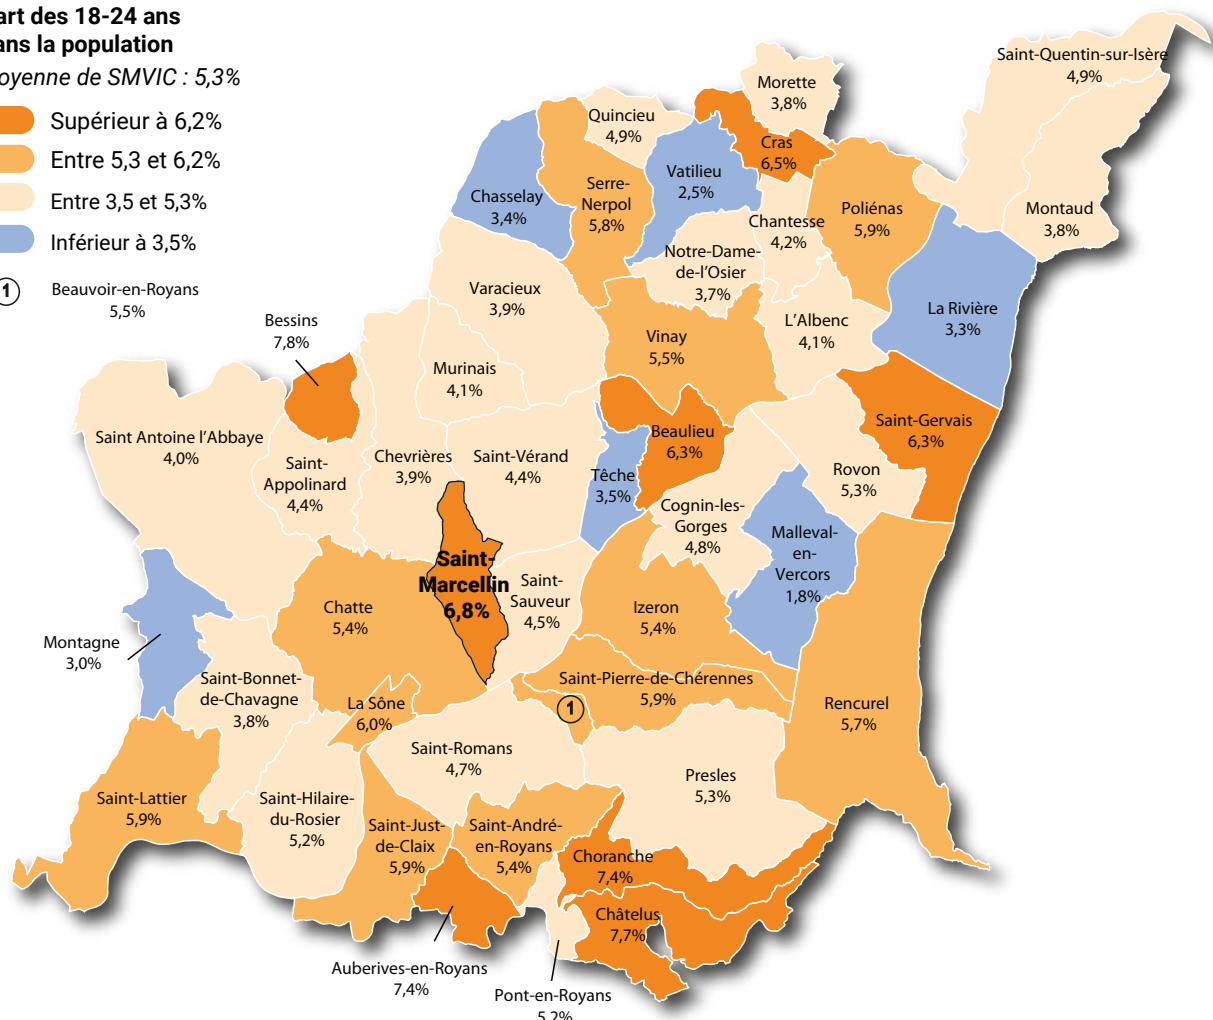 art des 18-24 ans
ans la population
oyenne de SMVIC : 5,3%
Supérieur à 6,2%
Entre 5,3 et 6,2%
Entre 3,5 et 5,3%
Inférieur à 3,5%
1
Beauvoir-en-Royans
5,5%
Saint-Quentin-sur-Isère
4,9%
Morette
3,8%
Quincieu
4,9%
Cras
6,5%
Vatilieu
2,5%
Chasselay
3,4%
Serre-
Nerpol
5,8%
Poliénas
5,9%
Montaud
3,8%
Chantesse
4,2%
Notre-Dame-
de-l'Osier
3,7%
Varacieux
3,9%
La Rivière
3,3%
L'Albenc
4,1%
Vinay
5,5%
Bessins
7,8%
Murinais
4,1%
Saint Antoine l'Abbaye
4,0%
Saint-
Appolinard
4,4%
Chevrières
3,9%
Saint-Vérand
4,4%
Têche
3,5%
Beaulieu
6,3%
Saint-Gervais
6,3%
Rovon
5,3%
Cognin-les-
Gorges
4,8%
Malleval-
en-
Vercors
1,8%
Saint-
Marcellin
6,8%
Saint-
Sauveur
4,5%
Izeron
5,4%
Chatte
5,4%
Montagne
3,0%
Saint-Bonnet-
de-Chavagne
3,8%
La Sône
6,0%
Saint-Pierre-de-Chérennes
5,9%
1
Rencurel
5,7%
Saint-Romans
4,7%
Presles
5,3%
Saint-Lattier
5,9%
Saint-Hilaire-
du-Rosier
5,2%
Saint-Just-
de-Claix
5,9%
Saint-André-
en-Royans
5,4%
Choranche
7,4%
Châtelus
7,7%
Auberives-en-Royans
7,4%
Pont-en-Royans
5,2%